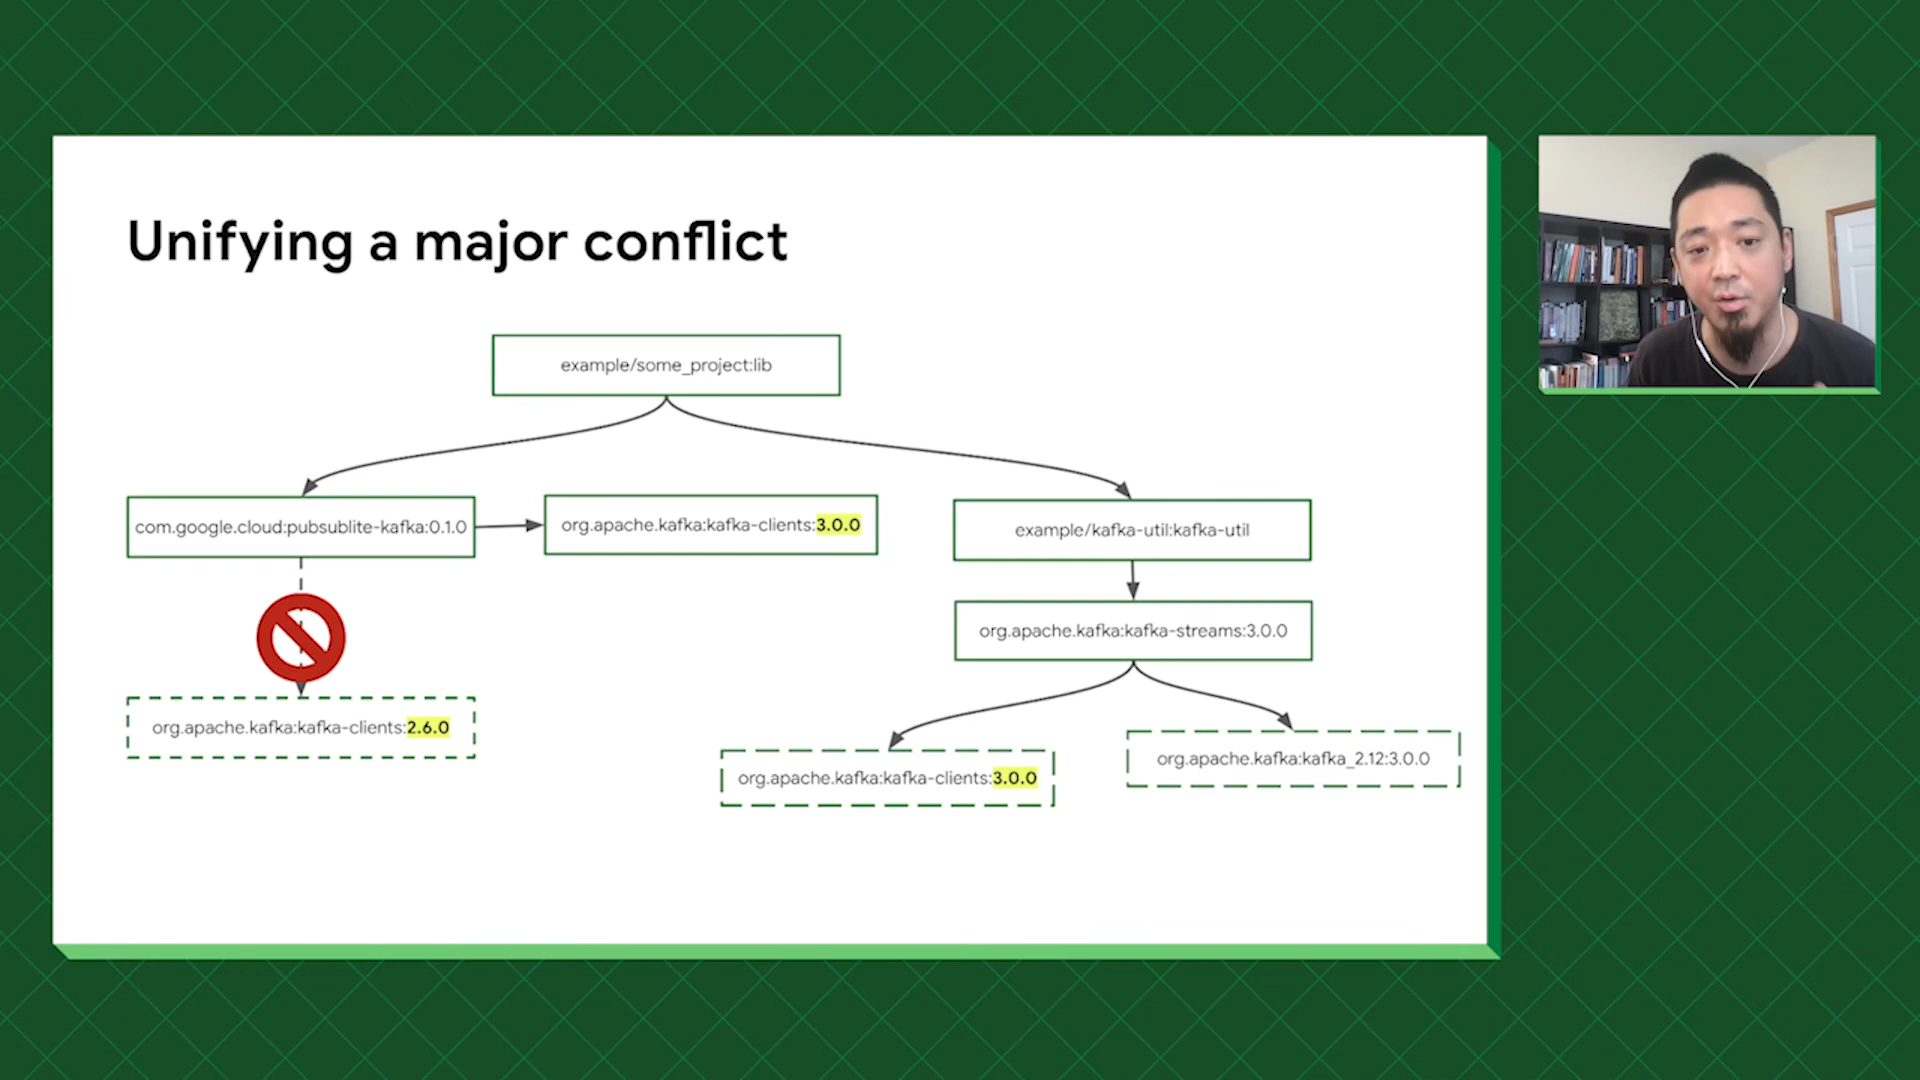 Unifying a major conflict
example/some_project:lib
com.google.cloud:pubsublite-kafka:0.1.0
org.apache.kafka:kafka-clients:3.0.0
example/kafka-util:kafka-util
org.apache.kafka:kafka-streams:3.0.0
org.apache.kafka:kafka-clients:2.6.0
org.apache.kafka:kafka-clients:3.0.0
org.apache.kafka:kafka_2.12:3.0.0